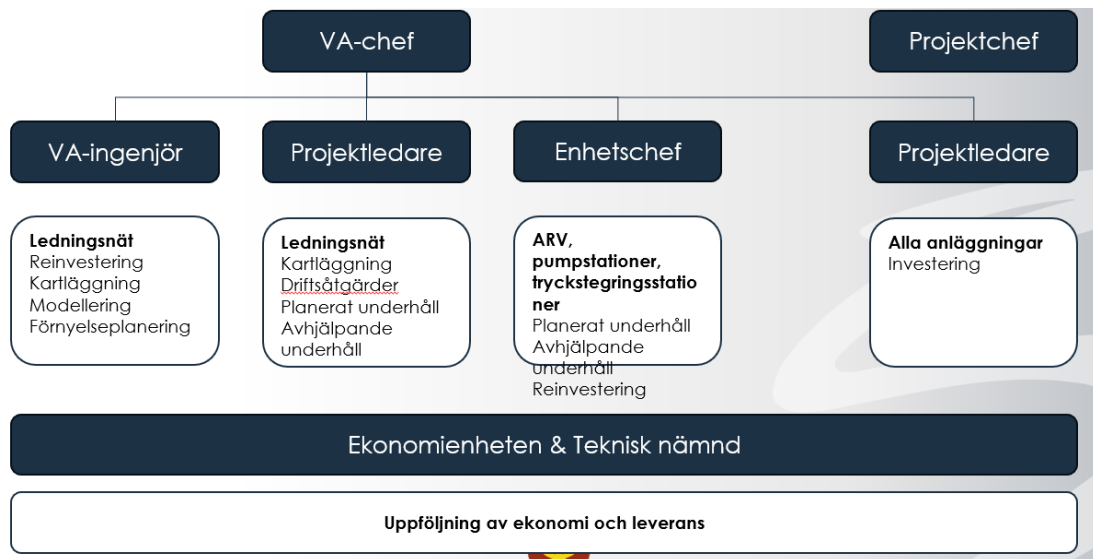 VA-chef
Projektchef
VA-ingenjör
Projektledare
Enhetschef
Projektledare
Ledningsnät
Reinvestering
Kartläggning
Modellering
Förnyelseplanering
Ledningsnät
Kartläggning
Driftsåtgärder
Planerat underhåll
Avhjälpande
underhåll
ARV,
pumpstationer,
tryckstegringsstatio
ner
Planerat underhåll
Avhjälpande
underhåll
Reinvestering
Alla anläggningar
Investering
Ekonomienheten & Teknisk nämnd
Uppföljning av ekonomi och leverans